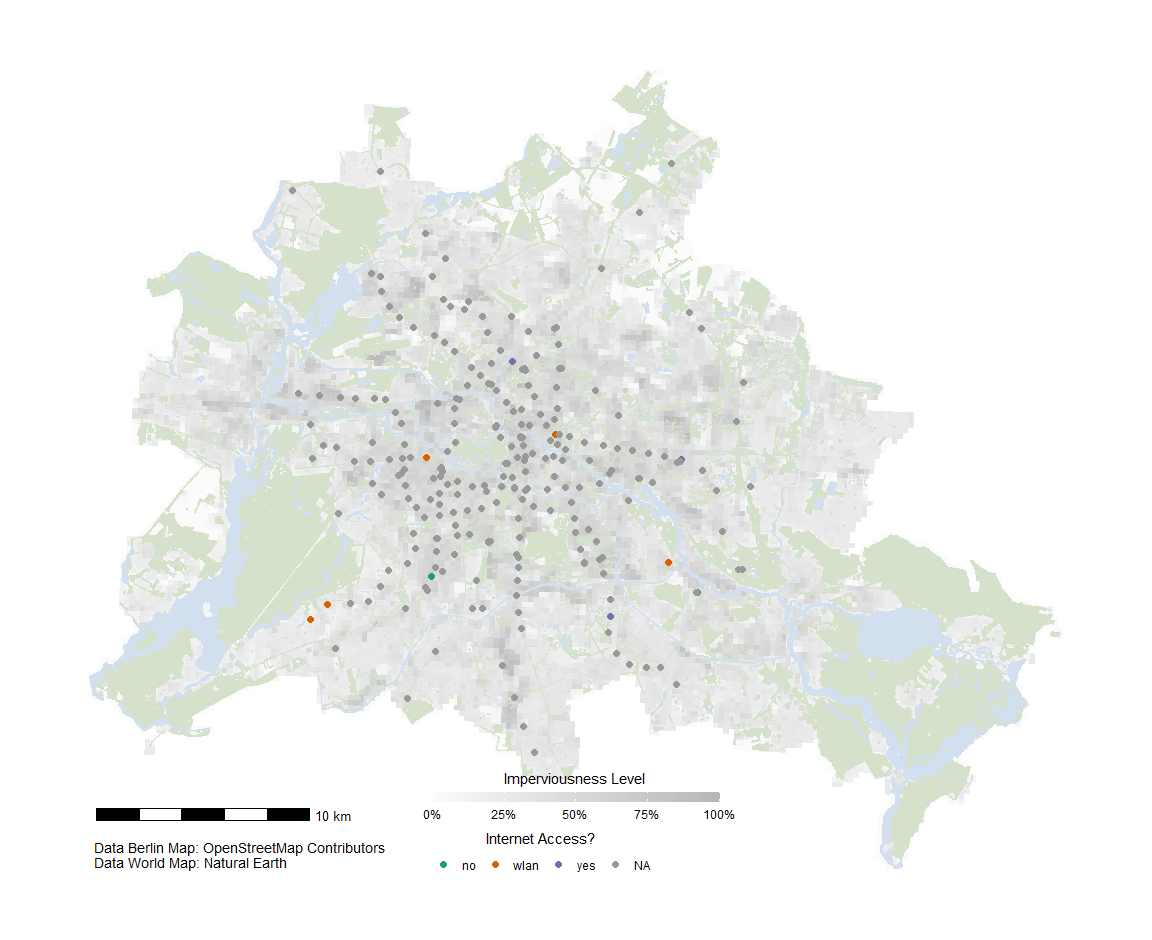 Imperviousness Level
0% 25% 50% 75% 100%
10 km
Internet Access?
Data Berlin Map: OpenStreetMap Contributors
Data World Map: Natural Earth
no wlan yes NA